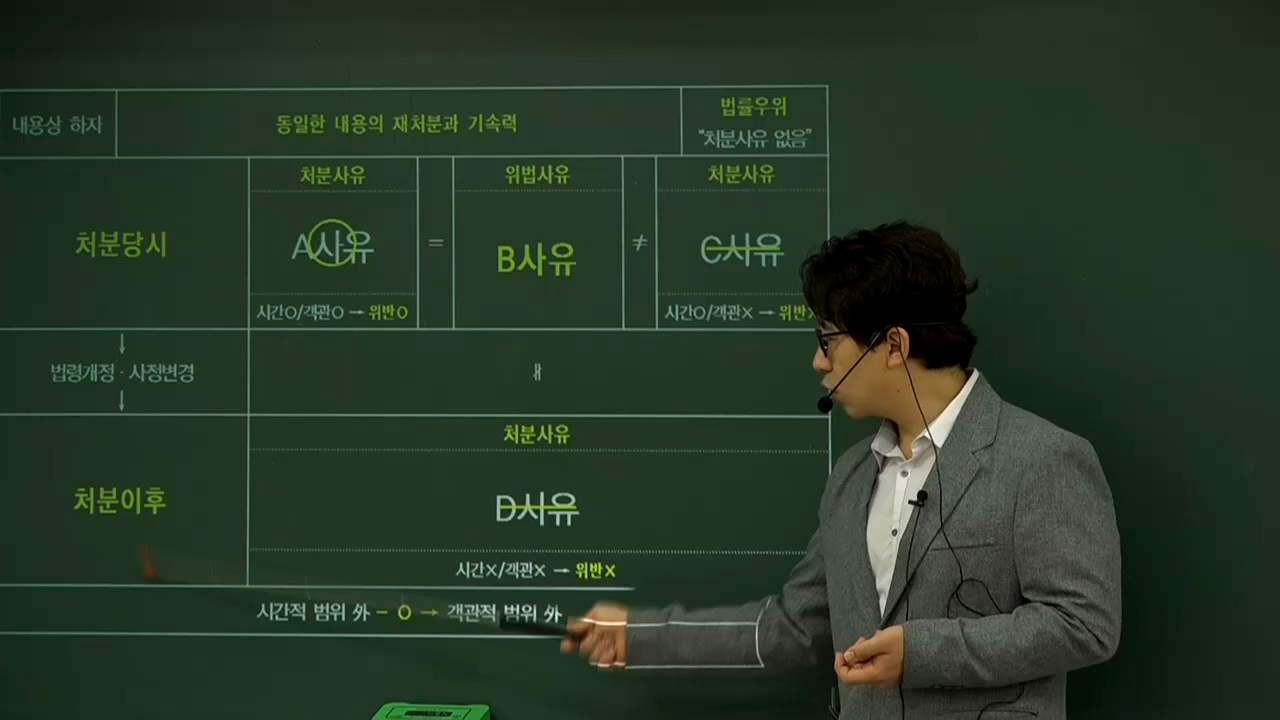 내용상 하자
동일한 내용의 재처분과 기속력
법률우위
"처분사유 없음"
처분당시
처분사유
A사유
시간O/객관O → 위반O
=
위법사유
B사유
≠
처분사유
C사유
시간O/객관X → 위반X
↓
법령개정 · 사정변경
↓
처분이후
처분사유
D사유
시간X/객관X → 위반X
시간적 범위 外 - O → 객관적 범위 外